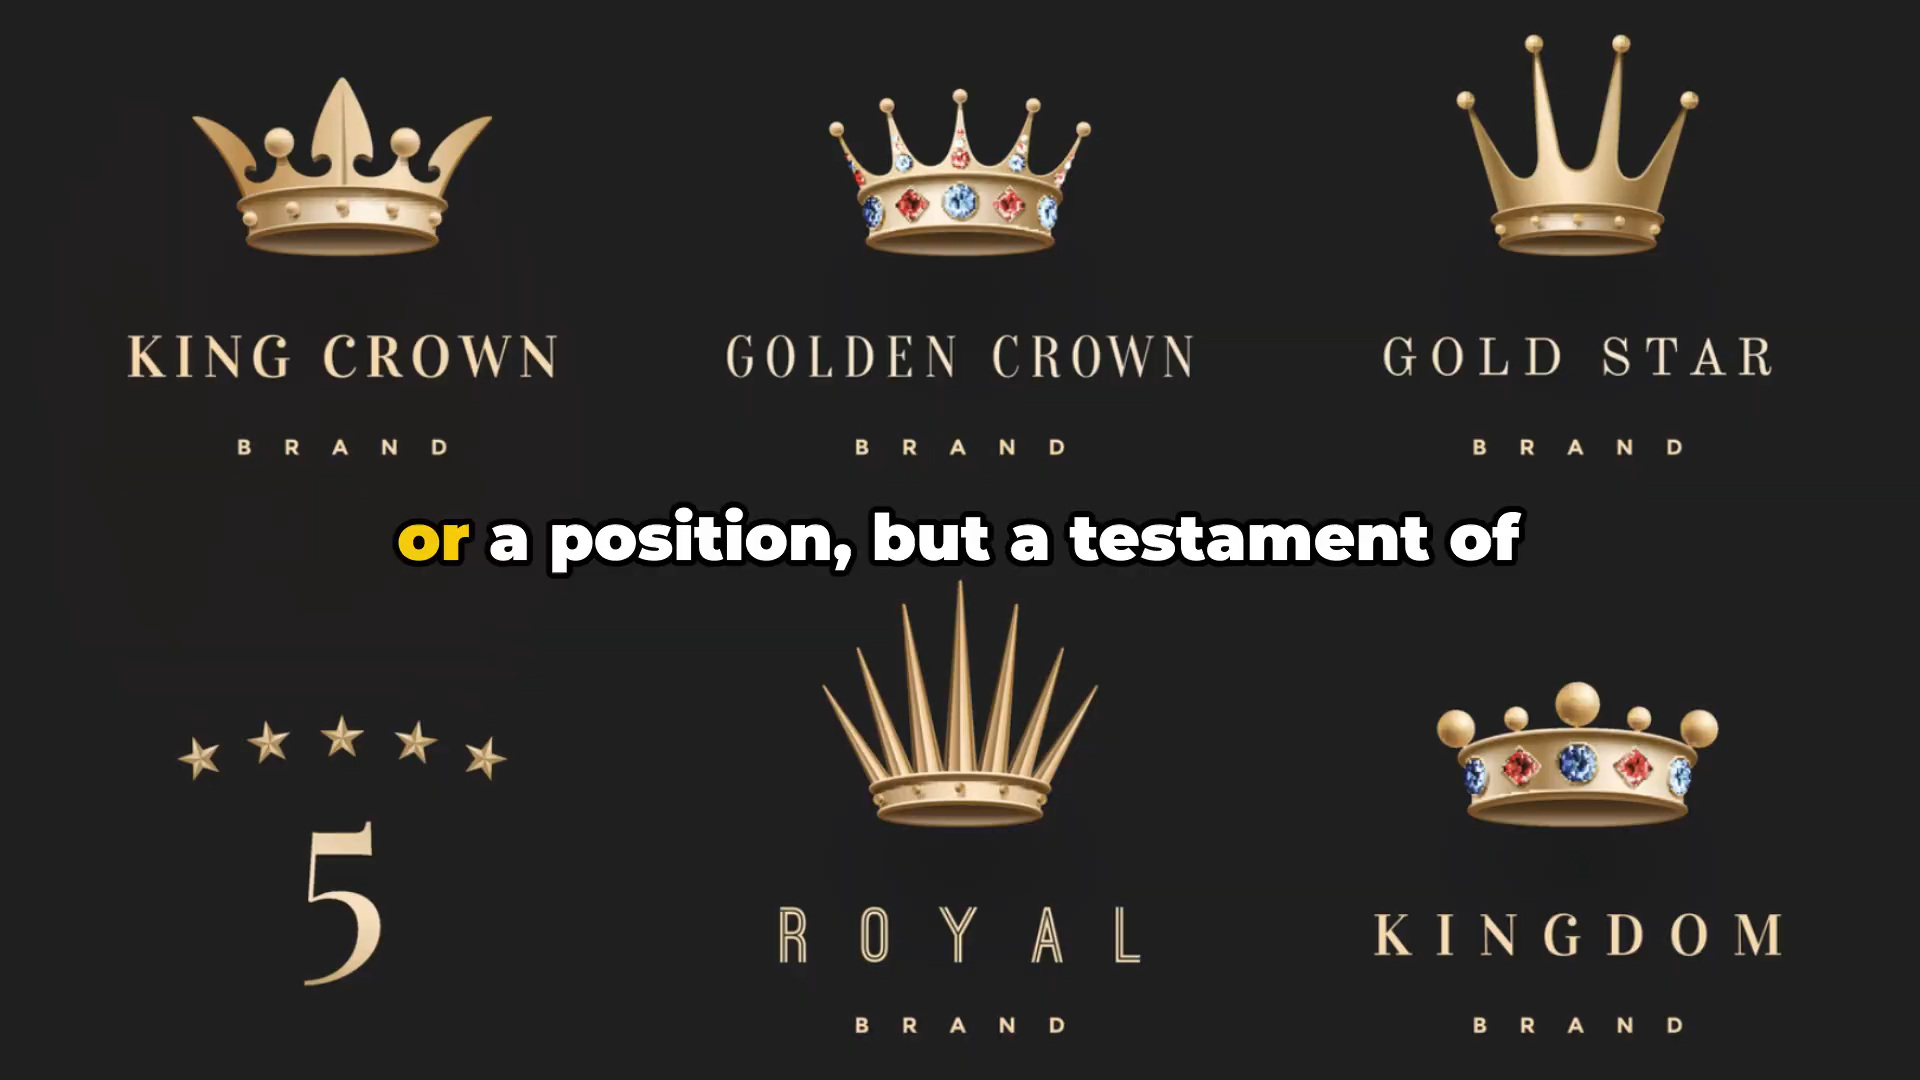 KING CROWN
BRAND
GOLDEN CROWN
BRAND
GOLD STAR
BRAND
or a position, but a testament of
5
ROYAL
BRAND
KINGDOM
BRAND